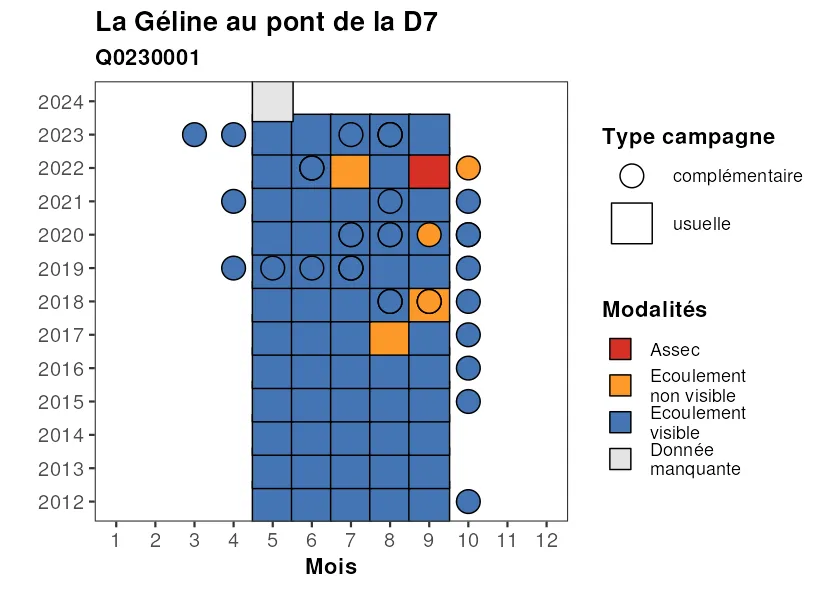 La Géline au pont de la D7
Q0230001
2024
2023
2022
2021
2020
2019
2018
2017
2016
2015
2014
2013
2012
1 2 3 4 5 6 7 8 9 10 11 12
Mois
Type campagne
complémentaire
usuelle
Modalités
Assec
Ecoulement
non visible
Ecoulement
visible
Donnée
manquante